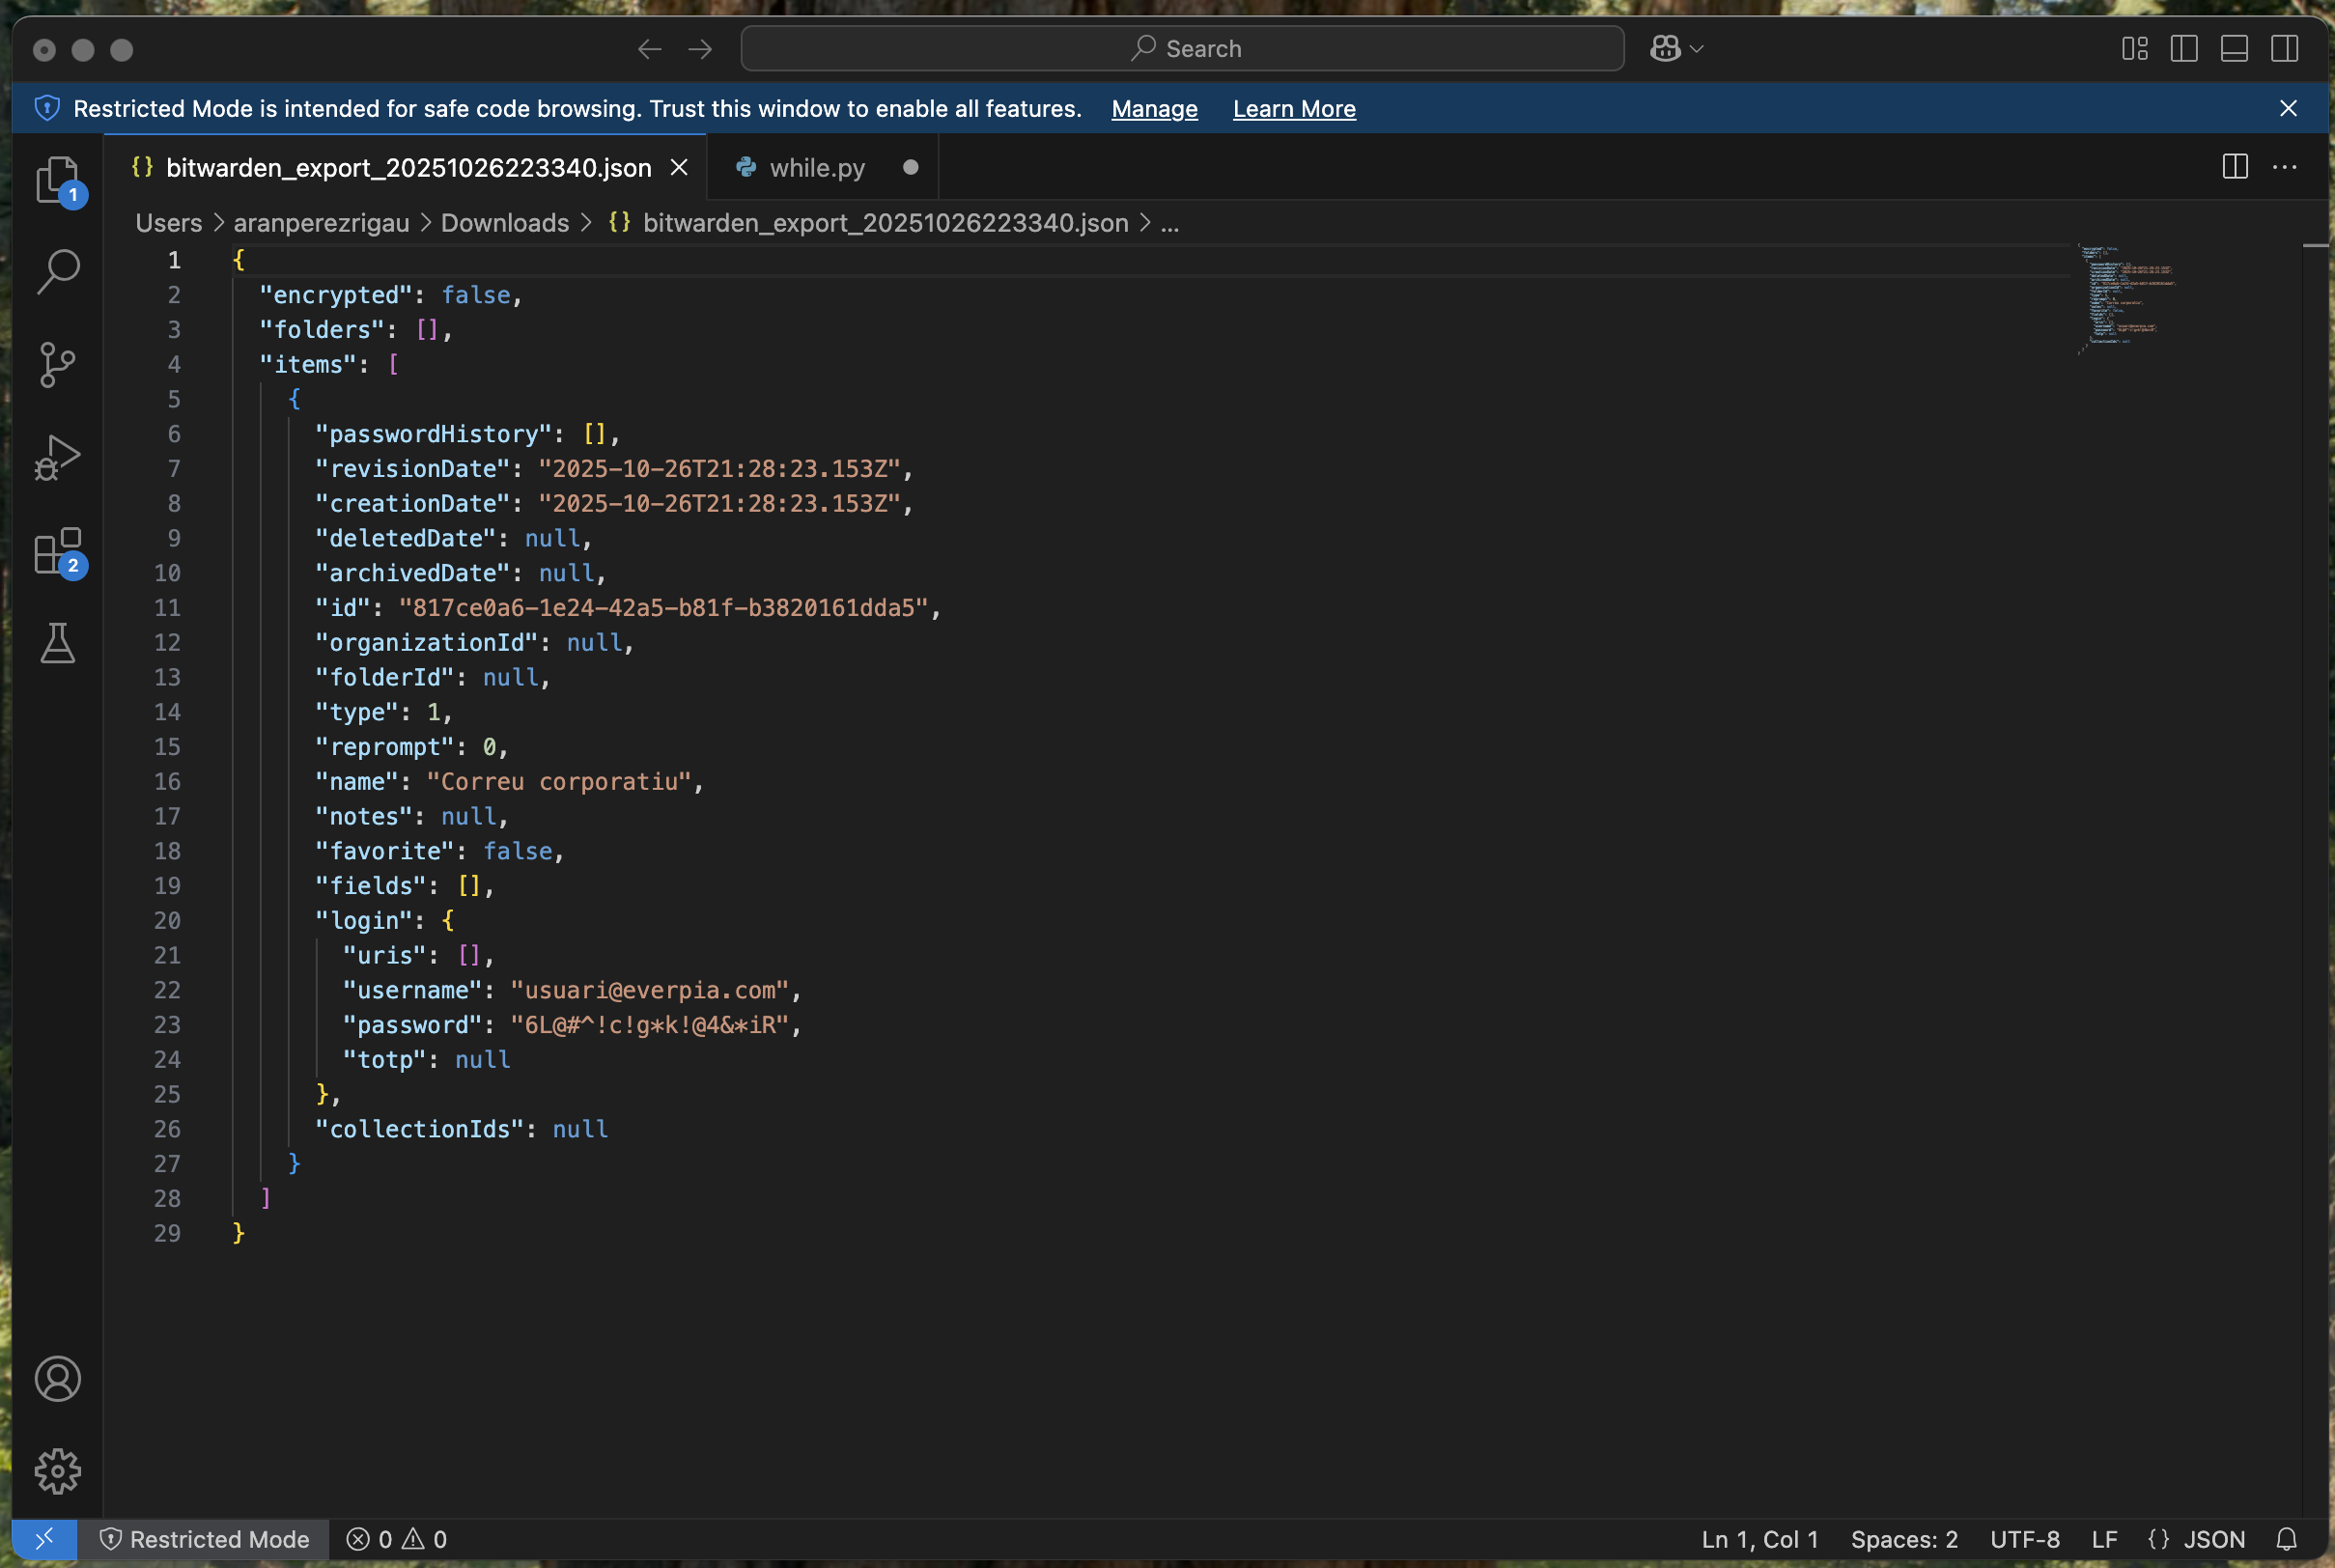 Search
Restricted Mode is intended for safe code browsing. Trust this window to enable all features. Manage Learn More
{} bitwarden_export_20251026223340.json while.py
Users > aranperezrigau > Downloads > {} bitwarden_export_20251026223340.json > ...
1
2
1 {
2 "encrypted": false,
3 "folders": [],
4 "items": [
5 {
6 "passwordHistory": [],
7 "revisionDate": "2025-10-26T21:28:23.153Z",
8 "creationDate": "2025-10-26T21:28:23.153Z",
9 "deletedDate": null,
10 "archivedDate": null,
11 "id": "817ce0a6-1e24-42a5-b81f-b3820161dda5",
12 "organizationId": null,
13 "folderId": null,
14 "type": 1,
15 "reprompt": 0,
16 "name": "Correu corporatiu",
17 "notes": null,
18 "favorite": false,
19 "fields": [],
20 "login": {
21 "uris": [],
22 "username": "usuari@everpia.com",
23 "password": "6L@#^!c!g*k!@4&*iR",
24 "totp": null
25 },
26 "collectionIds": null
27 }
28 ]
29 }
Restricted Mode 0 0 Ln 1, Col 1 Spaces: 2 UTF-8 LF {} JSON